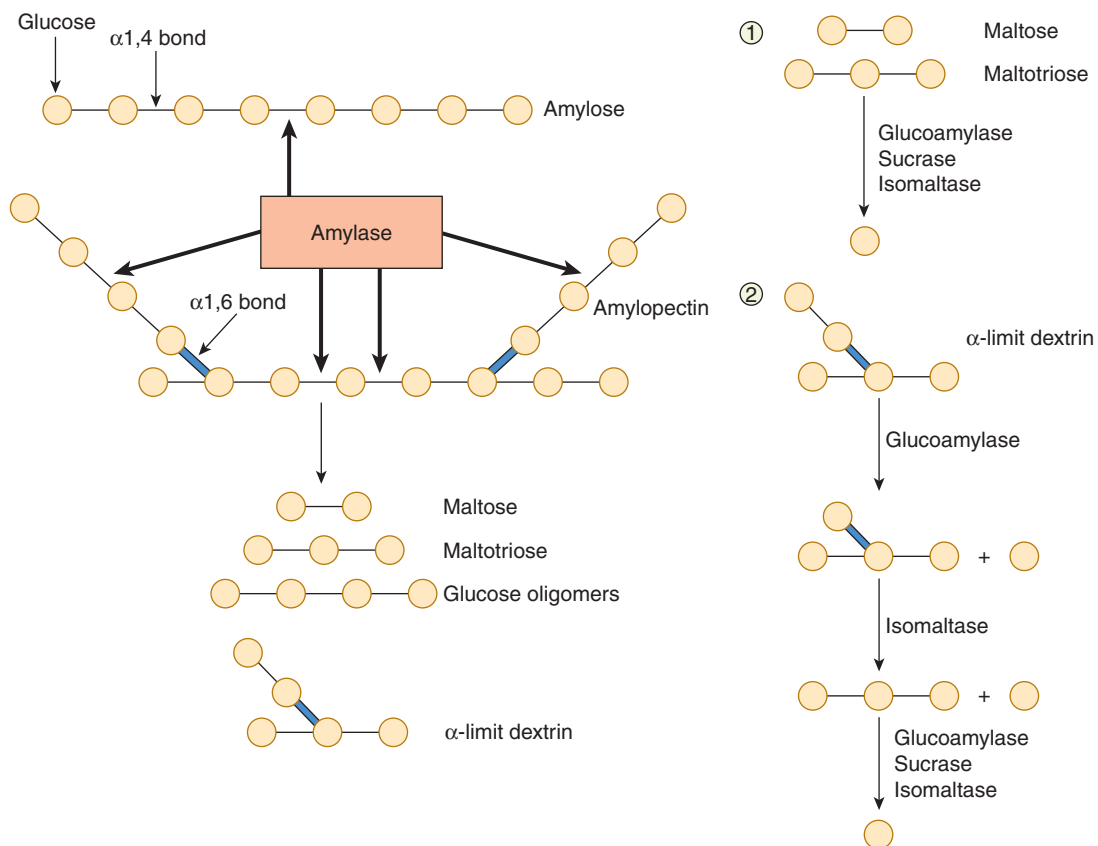 Glucose
α1,4 bond
Amylose
Amylase
α1,6 bond
Amylopectin
Maltose
Maltotriose
Glucose oligomers
α-limit dextrin
1
Maltose
Maltotriose
Glucoamylase
Sucrase
Isomaltase
2
α-limit dextrin
Glucoamylase
+
Isomaltase
+
Glucoamylase
Sucrase
Isomaltase